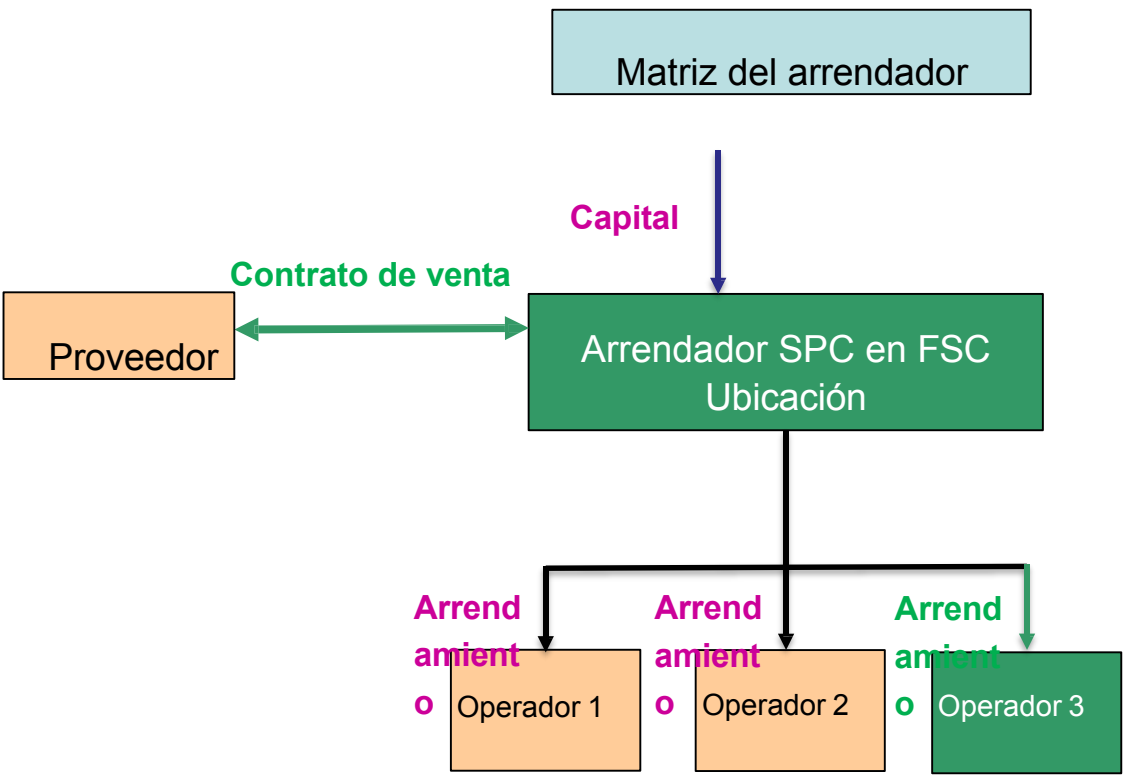 Matriz del arrendador
Capital
Contrato de venta
Proveedor
Arrendador SPC en FSC
Ubicación
Arrend
amient
o
Operador 1
Arrend
amient
o
Operador 2
Arrend
amient
o
Operador 3